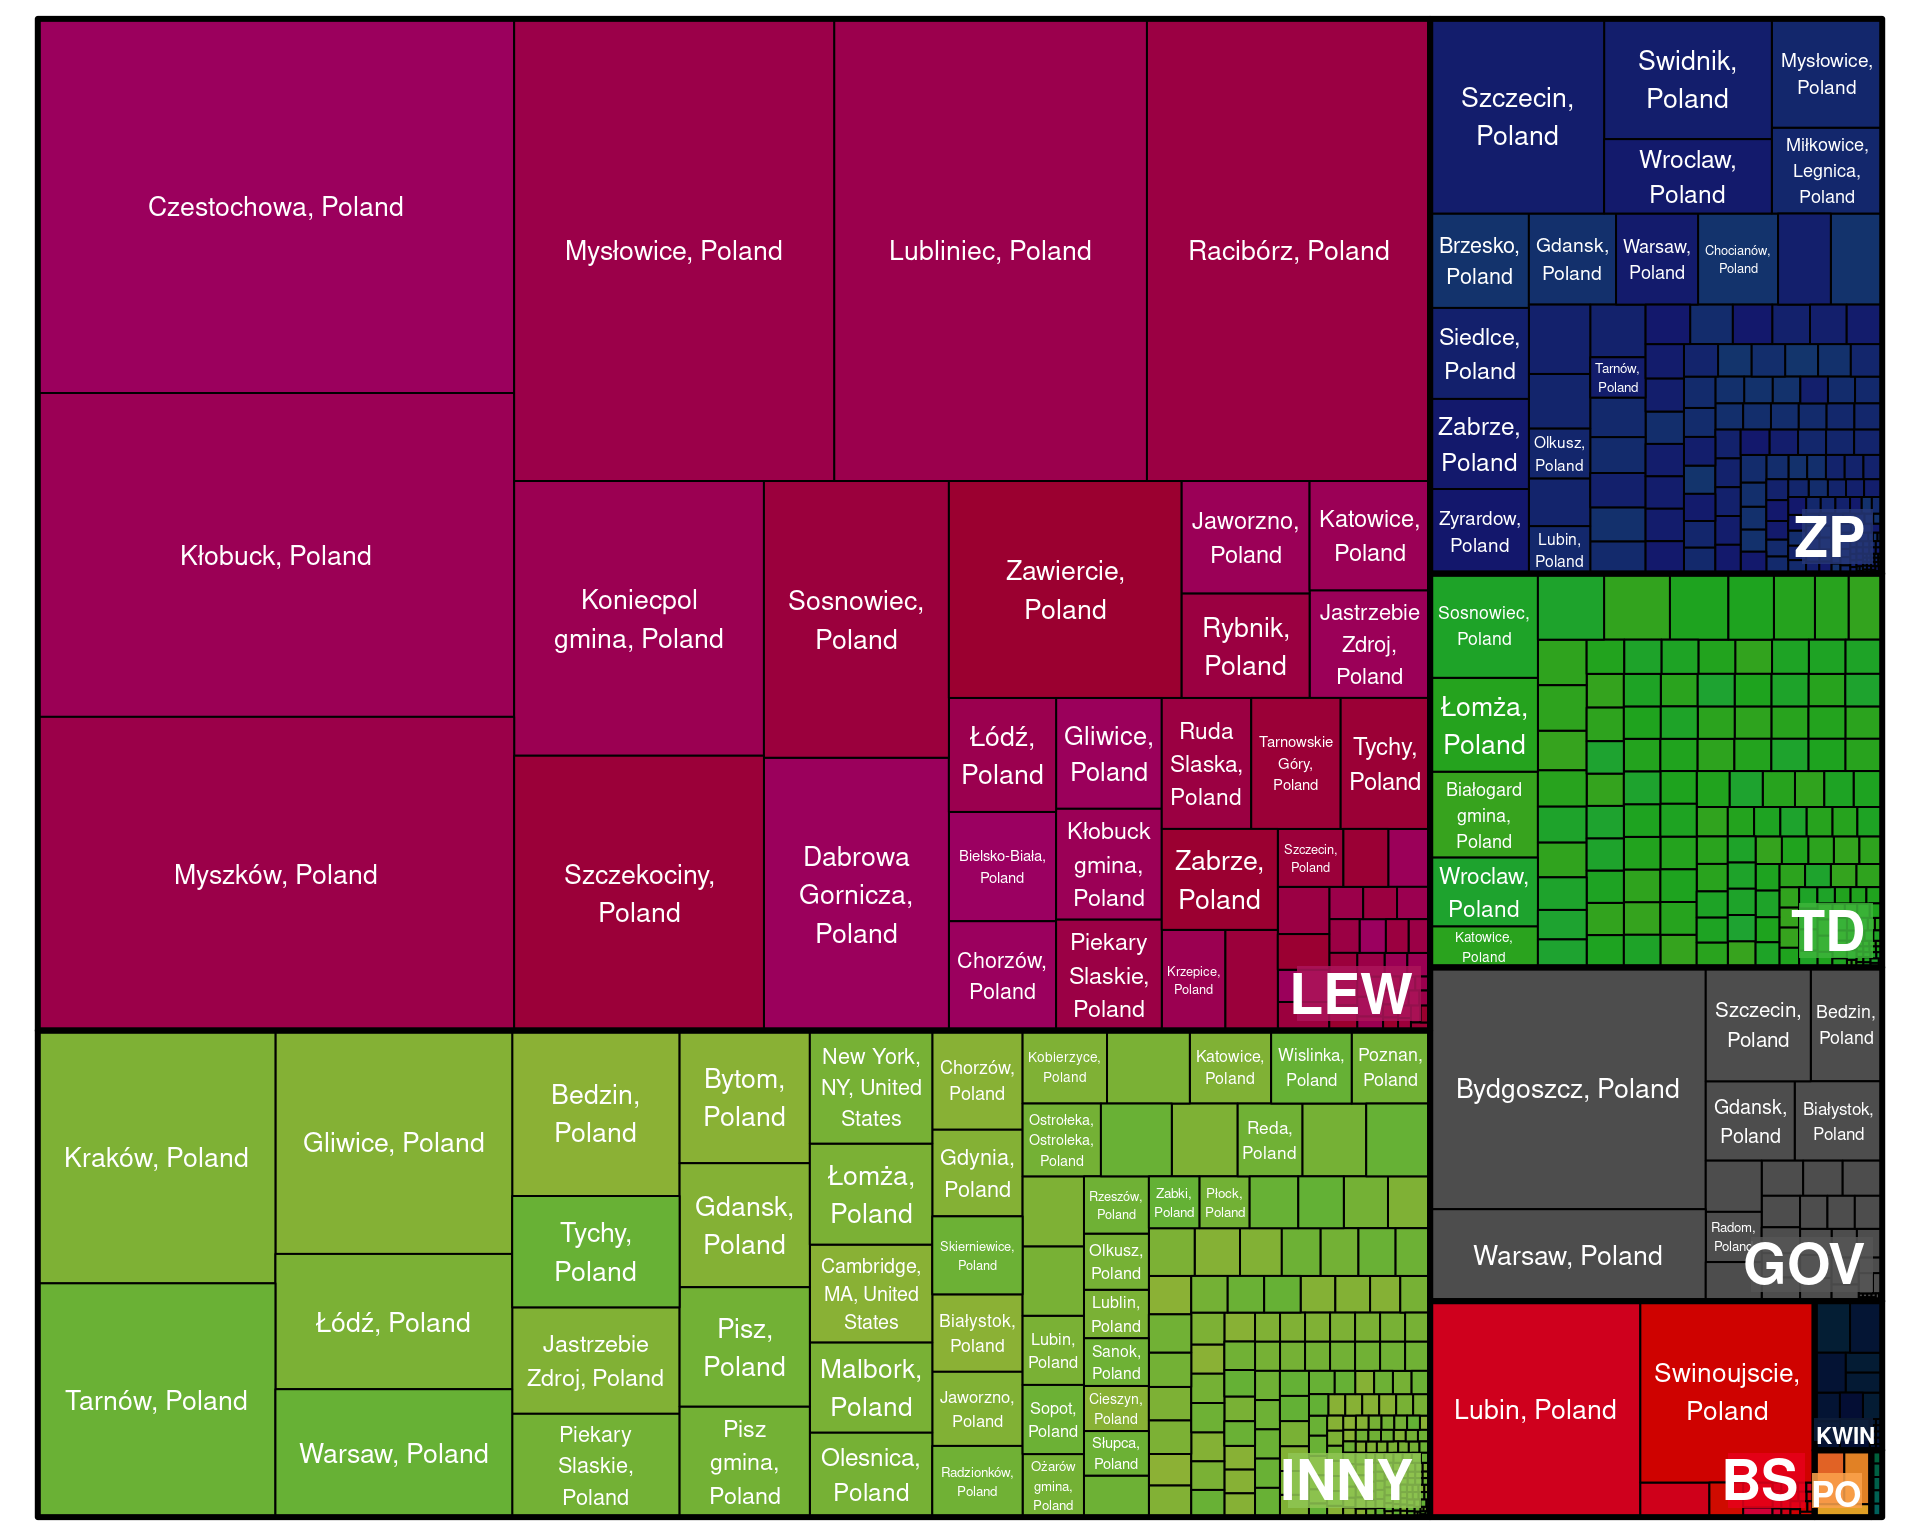 Czestochowa, Poland
Kłobuck, Poland
Myszków, Poland
Mysłowice, Poland
Lubliniec, Poland
Racibórz, Poland
Koniecpol
gmina, Poland
Szczekociny,
Poland
Sosnowiec,
Poland
Dabrowa
Gornicza,
Poland
Zawiercie,
Poland
Jaworzno,
Poland
Katowice,
Poland
Rybnik,
Poland
Jastrzebie
Zdroj,
Poland
Łódź,
Poland
Gliwice,
Poland
Ruda
Slaska,
Poland
Tarnowskie
Góry,
Poland
Tychy,
Poland
Bielsko-Biała,
Poland
Kłobuck
gmina,
Poland
Zabrze,
Poland
Szczecin,
Poland
Chorzów,
Poland
Piekary
Slaskie,
Poland
Krzepice,
Poland
LEW
Szczecin,
Poland
Swidnik,
Poland
Mysłowice,
Poland
Wroclaw,
Poland
Miłkowice,
Legnica,
Poland
Brzesko,
Poland
Gdansk,
Poland
Warsaw,
Poland
Chocianów,
Poland
Siedlce,
Poland
Tarnów,
Poland
Zabrze,
Poland
Olkusz,
Poland
Zyrardow,
Poland
Lubin,
Poland
ZP
Sosnowiec,
Poland
Łomża,
Poland
Białogard
gmina,
Poland
Wroclaw,
Poland
Katowice,
Poland
TD
Bydgoszcz, Poland
Warsaw, Poland
Szczecin,
Poland
Bedzin,
Poland
Gdansk,
Poland
Białystok,
Poland
Radom,
Poland
GOV
Lubin, Poland
Swinoujscie,
Poland
BS
KWIN
PO
Kraków, Poland
Tarnów, Poland
Gliwice, Poland
Łódź, Poland
Warsaw, Poland
Bedzin,
Poland
Tychy,
Poland
Jastrzebie
Zdroj, Poland
Piekary
Slaskie,
Poland
Bytom,
Poland
Gdansk,
Poland
Pisz,
Poland
Pisz
gmina,
Poland
New York,
NY, United
States
Łomża,
Poland
Cambridge,
MA, United
States
Malbork,
Poland
Olesnica,
Poland
Chorzów,
Poland
Gdynia,
Poland
Skierniewice,
Poland
Białystok,
Poland
Jaworzno,
Poland
Radzionków,
Poland
Kobierzyce,
Poland
Katowice,
Poland
Wislinka,
Poland
Poznan,
Poland
Ostrołeka,
Ostroleka,
Poland
Reda,
Poland
Rzeszów,
Poland
Zabki,
Poland
Płock,
Poland
Olkusz,
Poland
Lublin,
Poland
Lubin,
Poland
Sanok,
Poland
Sopot,
Poland
Cieszyn,
Poland
Słupca,
Poland
Ożarów
gmina,
Poland
INNY